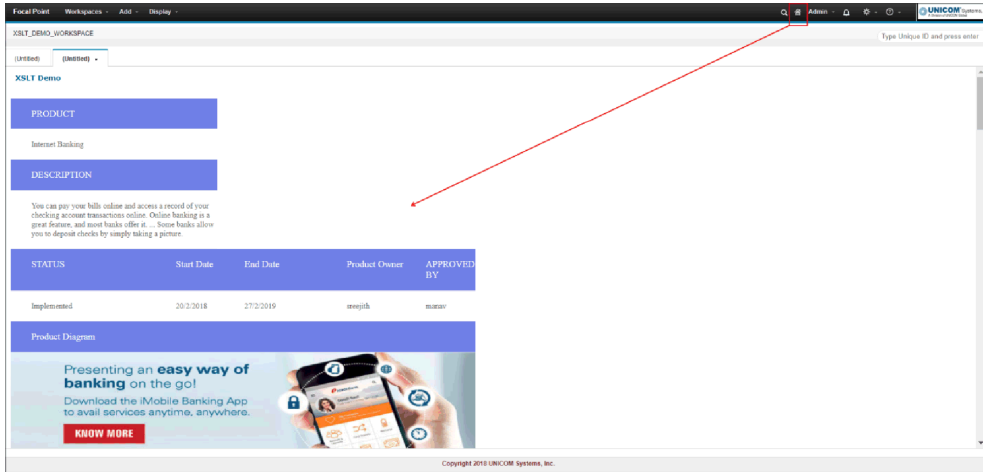 Focal Point Workspaces Add Display Admin UNICOM Systems,
XSLT_DEMO_WORKSPACE Type Unique ID and press enter
(Untitled) (Untitled)
XSLT Demo
PRODUCT
Internet Banking
DESCRIPTION
You can pay your bills online and access a record of your
checking account transactions online. Online banking is a
great feature, and most banks offer it.... Some banks allow
you to deposit checks by simply taking a picture.
STATUS Start Date End Date Product Owner APPROVED
BY
Implemented 20/2/2018 27/2/2019 sreejith manav
Product Diagram
Presenting an easy way of
banking on the go!
Download the iMobile Banking App
to avail services anytime, anywhere.
KNOW MORE
Copyright 2018 UNICOM Systems, Inc.